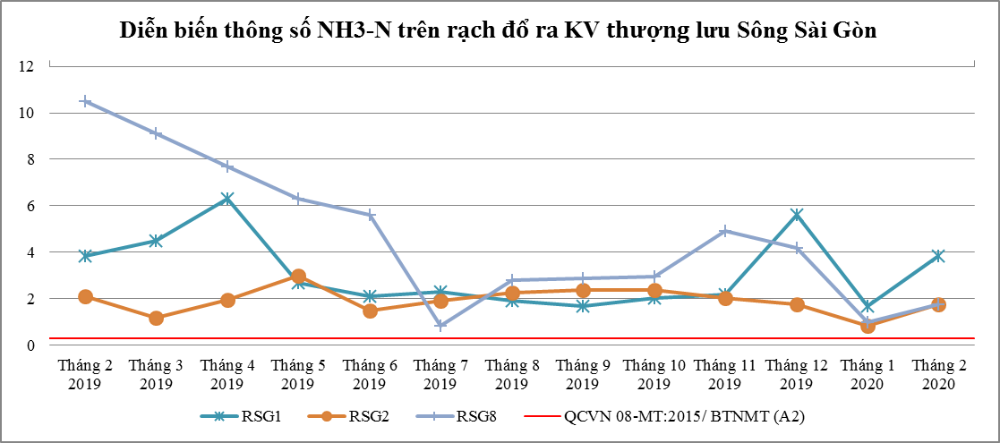 Diễn biến thông số NH3-N trên rạch đổ ra KV thượng lưu Sông Sài Gòn
12
10
8
6
4
2
0
Tháng 2 Tháng 3 Tháng 4 Tháng 5 Tháng 6 Tháng 7 Tháng 8 Tháng 9 Tháng 10 Tháng 11 Tháng 12 Tháng 1 Tháng 2
2019 2019 2019 2019 2019 2019 2019 2019 2019 2019 2019 2020 2020
RSG1 RSG2 RSG8 QCVN 08-MT:2015/ BTNMT (A2)